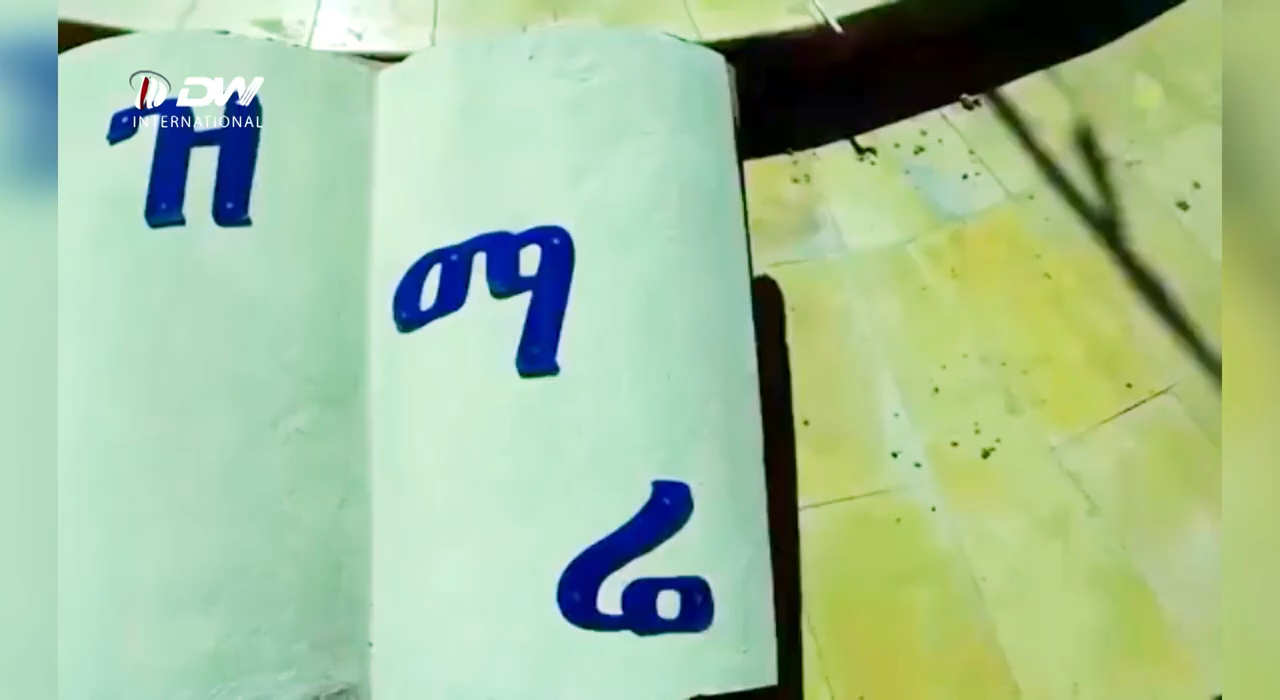 DW
INTERNATIONAL
ዝ
ማ
ሬ